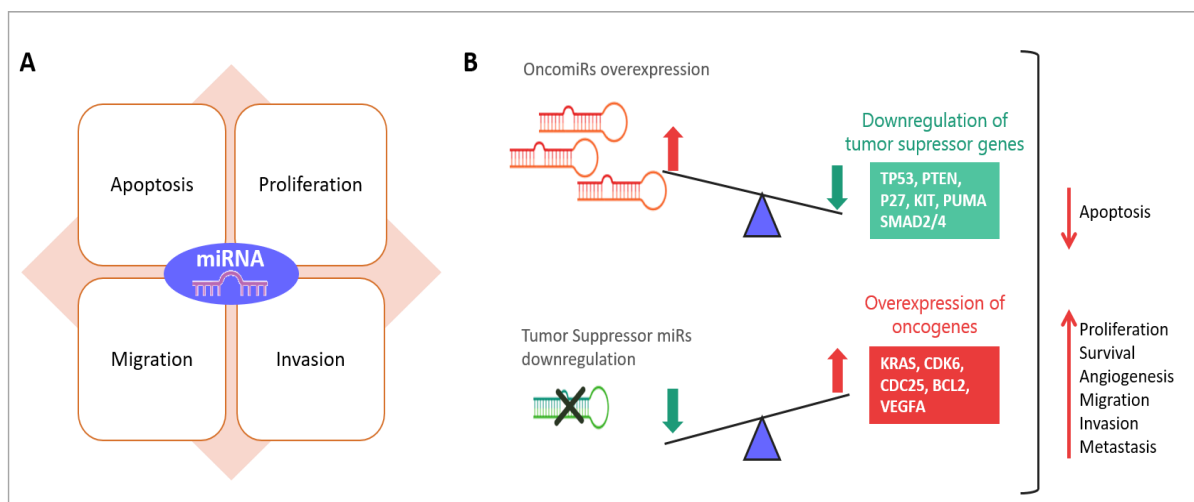 A
Apoptosis
Proliferation
miRNA
Migration
Invasion
B
OncomiRs overexpression
Downregulation of
tumor supressor genes
TP53, PTEN,
P27, KIT, PUMA
SMAD2/4
Tumor Suppressor miRs
downregulation
Overexpression of
oncogenes
KRAS, CDK6,
CDC25, BCL2,
VEGFA
Apoptosis
Proliferation
Survival
Angiogenesis
Migration
Invasion
Metastasis